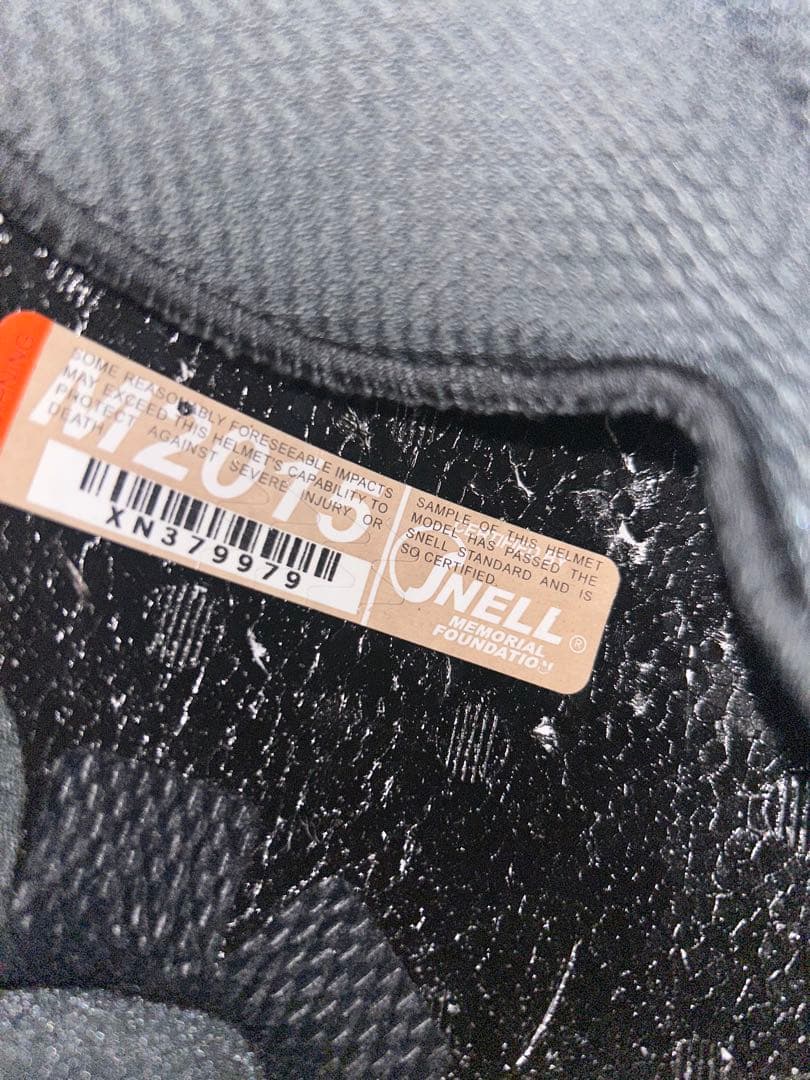 SOME REASONABLY FORESEEABLE IMPACTS
MAY EXCEED THIS HELMET'S CAPABILITY TO
PROTECT AGAINST SEVERE INJURY OR
DEATH
M2015
XN379979
SAMPLE OF THIS HELMET
MODEL HAS PASSED THE
SNELL STANDARD AND IS
SO CERTIFIED
SNELL®
MEMORIAL
FOUNDATION